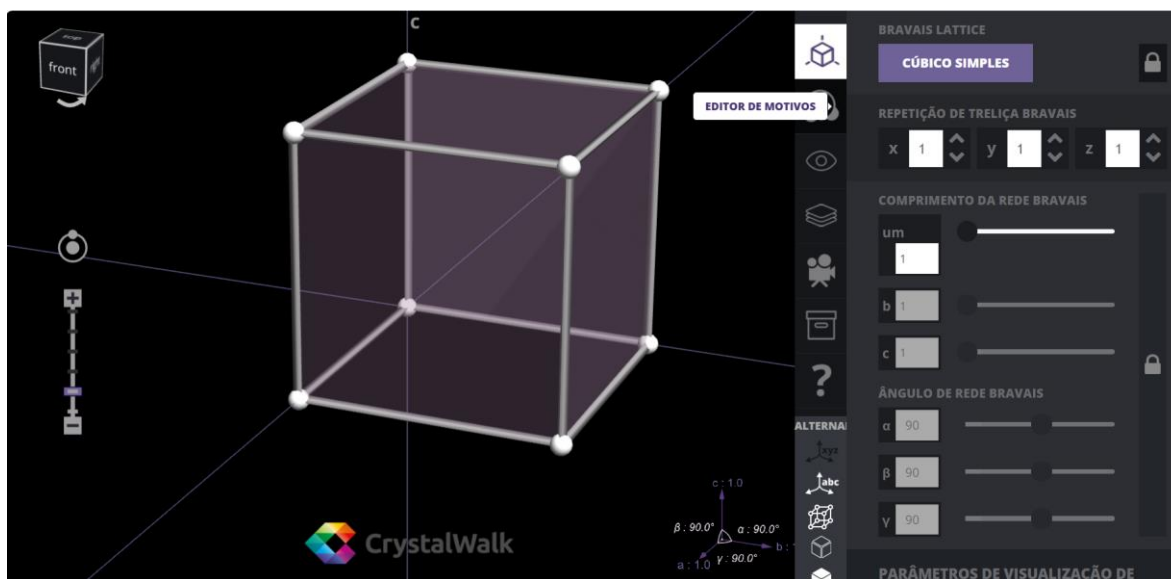 top
front
C
BRAVAIS LATTICE
CÚBICO SIMPLES
EDITOR DE MOTIVOS
REPETIÇÃO DE TRELIÇA BRAVAIS
x 1 y 1 z 1
COMPRIMENTO DA REDE BRAVAIS
um
1
b 1
c 1
?
ÂNGULO DE REDE BRAVAIS
ALTERNA
α 90
xyz
β 90
abc
γ 90
c : 1.0
β : 90.0°
α : 90.0°
b :
a : 1.0
γ : 90.0°
CrystalWalk
PARÂMETROS DE VISUALIZAÇÃO DE